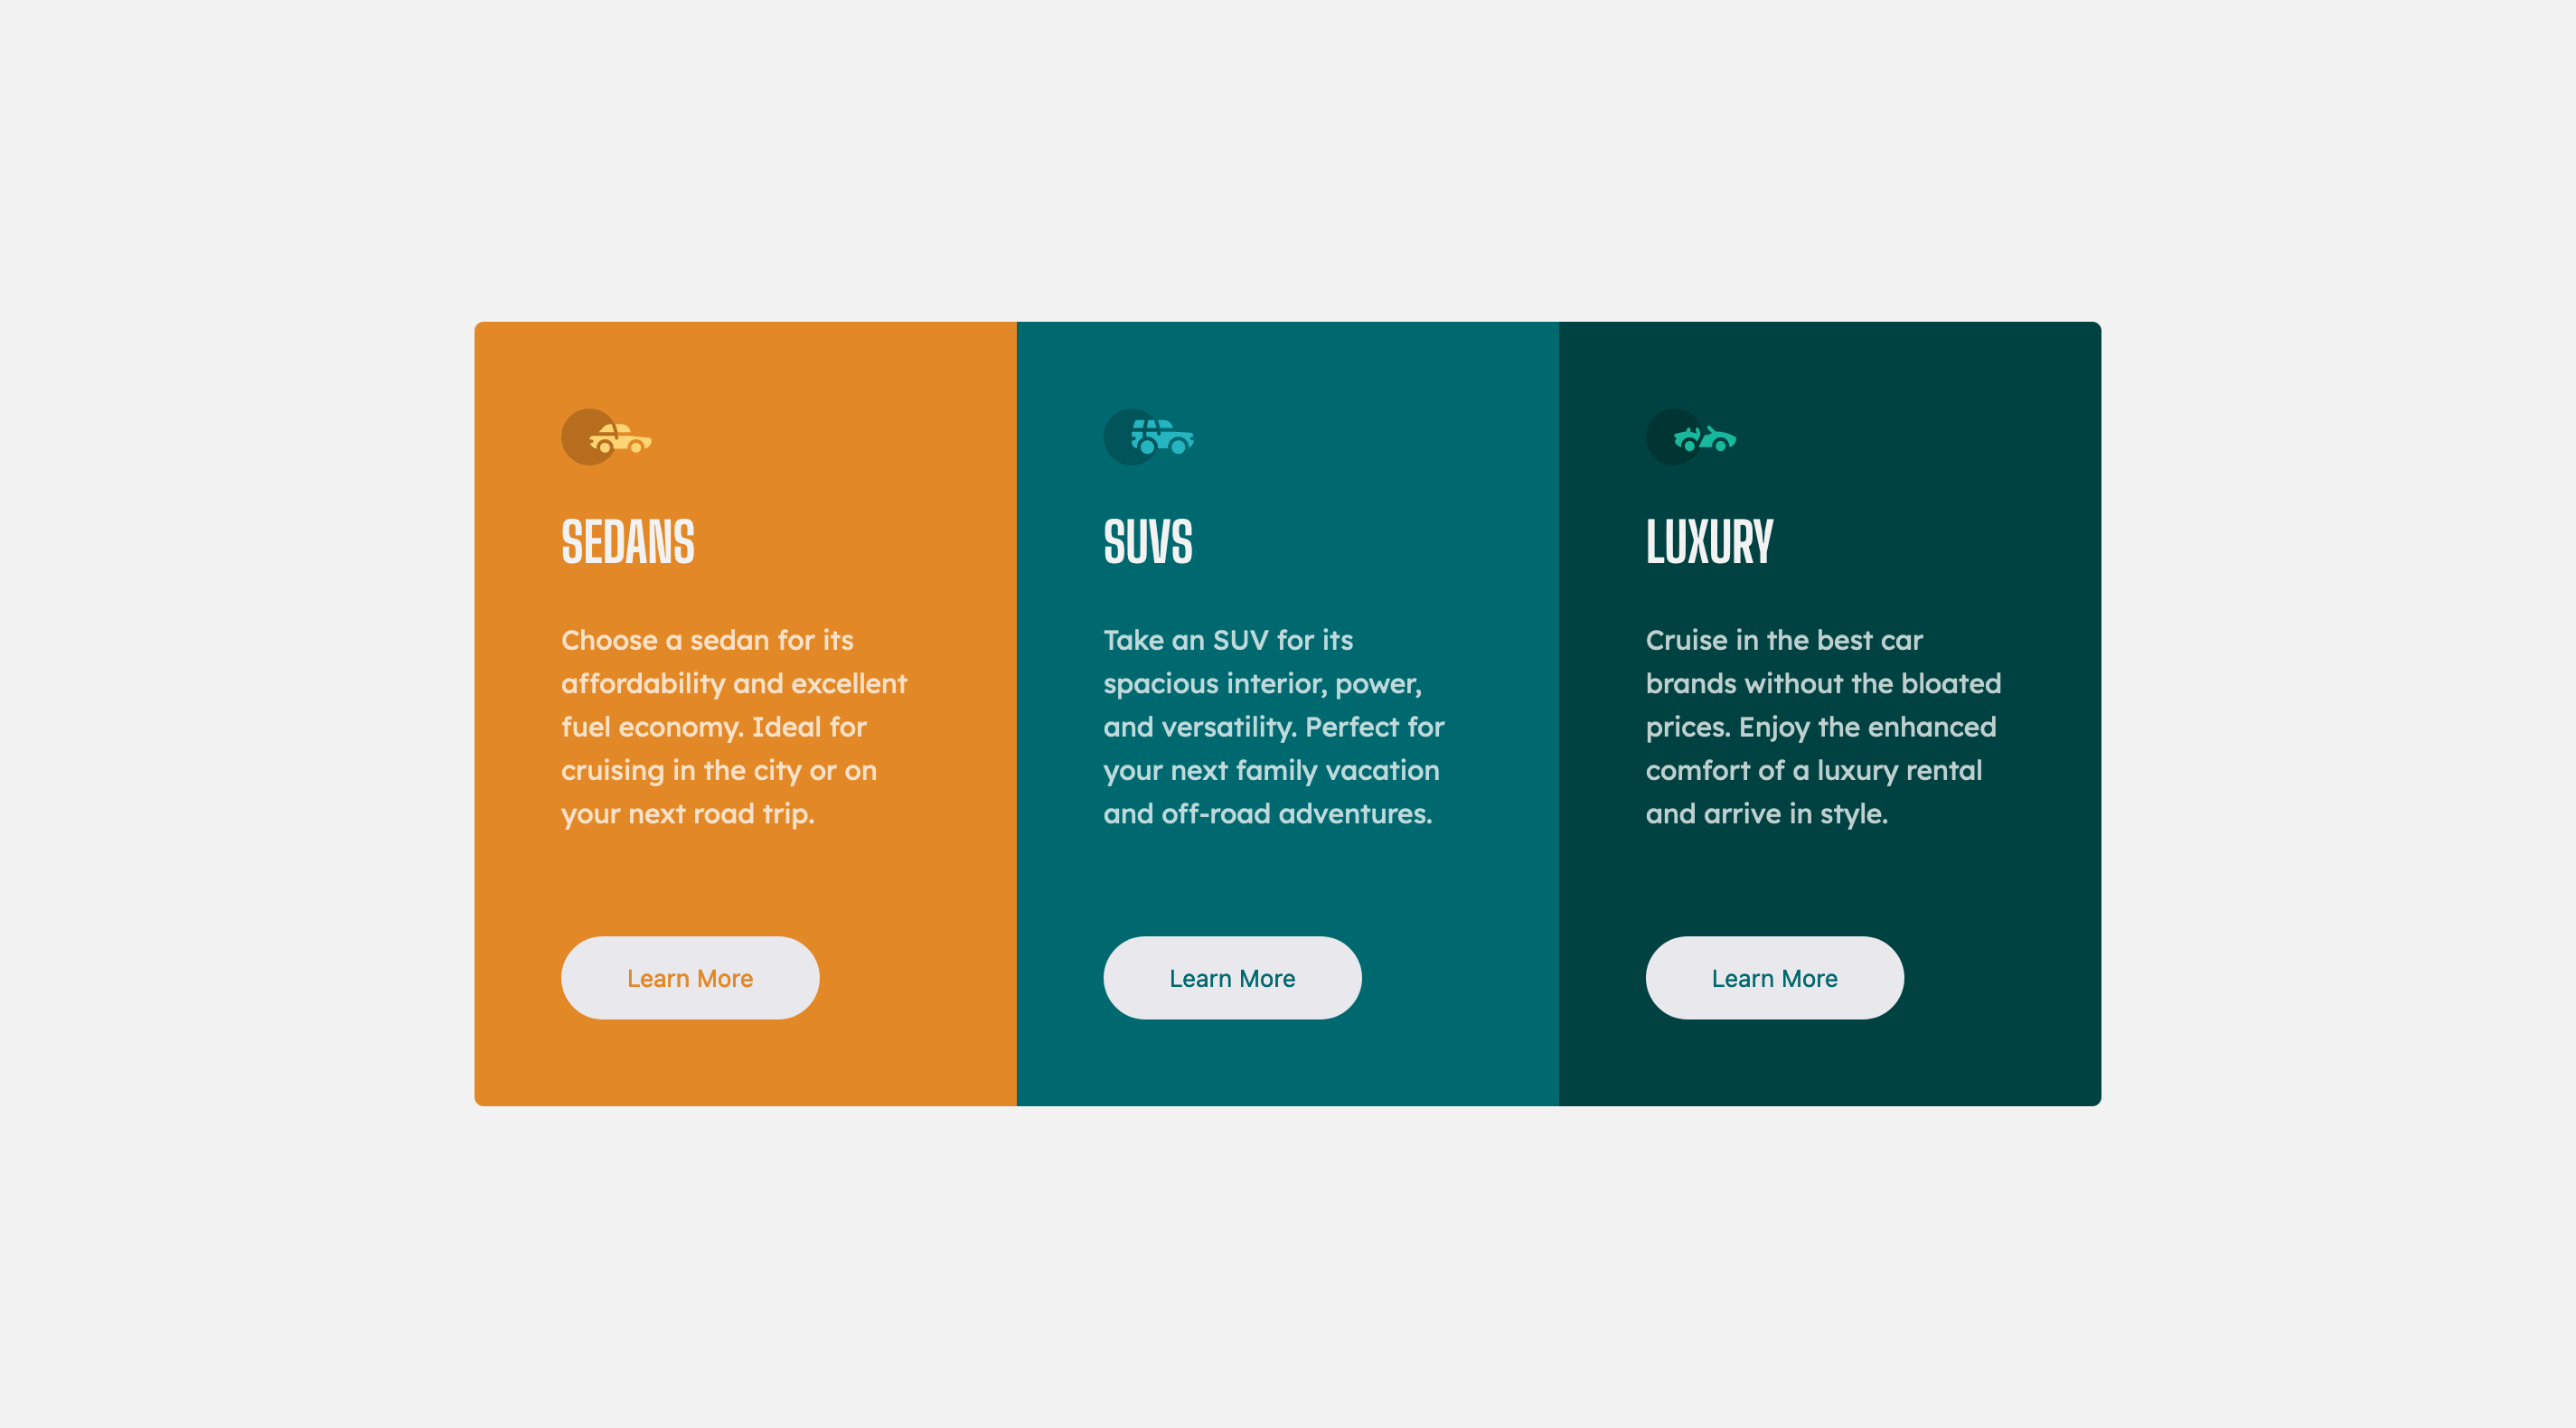 SEDANS
Choose a sedan for its
affordability and excellent
fuel economy. Ideal for
cruising in the city or on
your next road trip.
Learn More
SUVS
Take an SUV for its
spacious interior, power,
and versatility. Perfect for
your next family vacation
and off-road adventures.
Learn More
LUXURY
Cruise in the best car
brands without the bloated
prices. Enjoy the enhanced
comfort of a luxury rental
and arrive in style.
Learn More